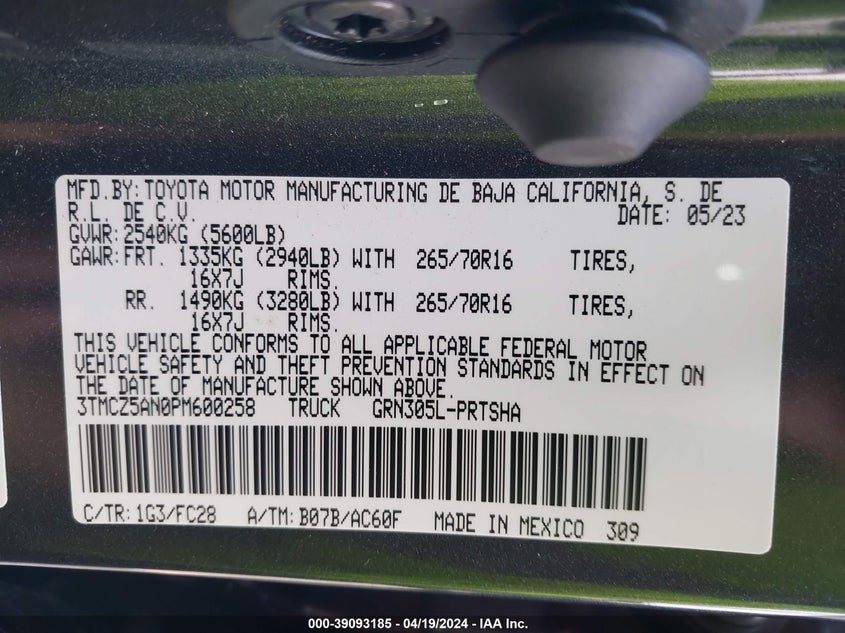 MFD.BY: TOYOTA MOTOR MANUFACTURING DE BAJA CALIFORNIA, S. DE
R.L. DE C.V. DATE: 05/23
GVWR: 2540KG (5600LB)
GAWR: FRT. 1335KG (2940LB) WITH 265/70R16 TIRES,
16X7J RIMS.
RR. 1490KG (3280LB) WITH 265/70R16 TIRES,
16X7J RIMS.
THIS VEHICLE CONFORMS TO ALL APPLICABLE FEDERAL MOTOR
VEHICLE SAFETY AND THEFT PREVENTION STANDARDS IN EFFECT ON
THE DATE OF MANUFACTURE SHOWN ABOVE.
3TMCZ5AN0PM600258 TRUCK GRN305L-PRTSHA
C/TR: 1G3/FC28 A/TM: B07B/AC60F MADE IN MEXICO 309
000-39093185 - 04/19/2024 - IAA Inc.